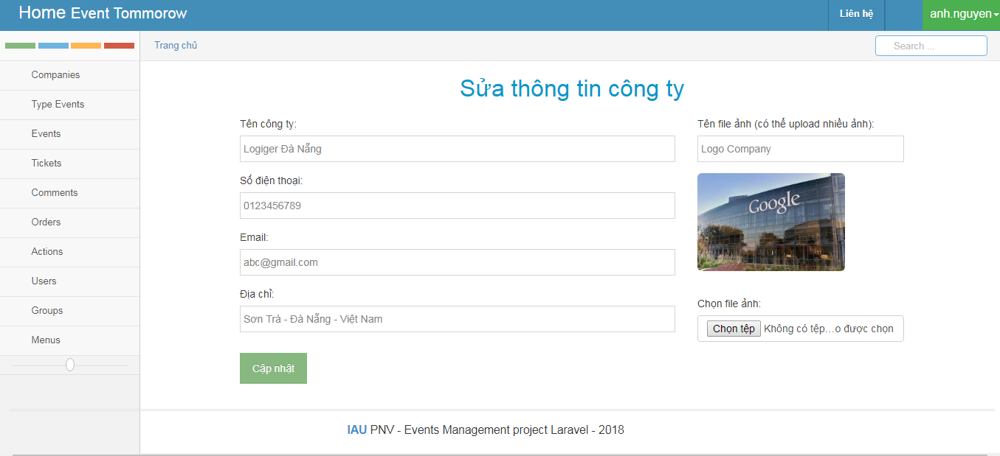 Home Event Tommorow
Liên hệ
anh.nguyen
Trang chủ
Search ...
Companies
Type Events
Events
Tickets
Comments
Orders
Actions
Users
Groups
Menus
Sửa thông tin công ty
Tên công ty:
Logiger Đà Nẵng
Số điện thoại:
0123456789
Email:
abc@gmail.com
Địa chỉ:
Sơn Trà - Đà Nẵng - Việt Nam
Cập nhật
Tên file ảnh (có thể upload nhiều ảnh):
Logo Company
Google
Chọn file ảnh:
Chọn tệp Không có tệp...o được chọn
IAU PNV - Events Management project Laravel - 2018